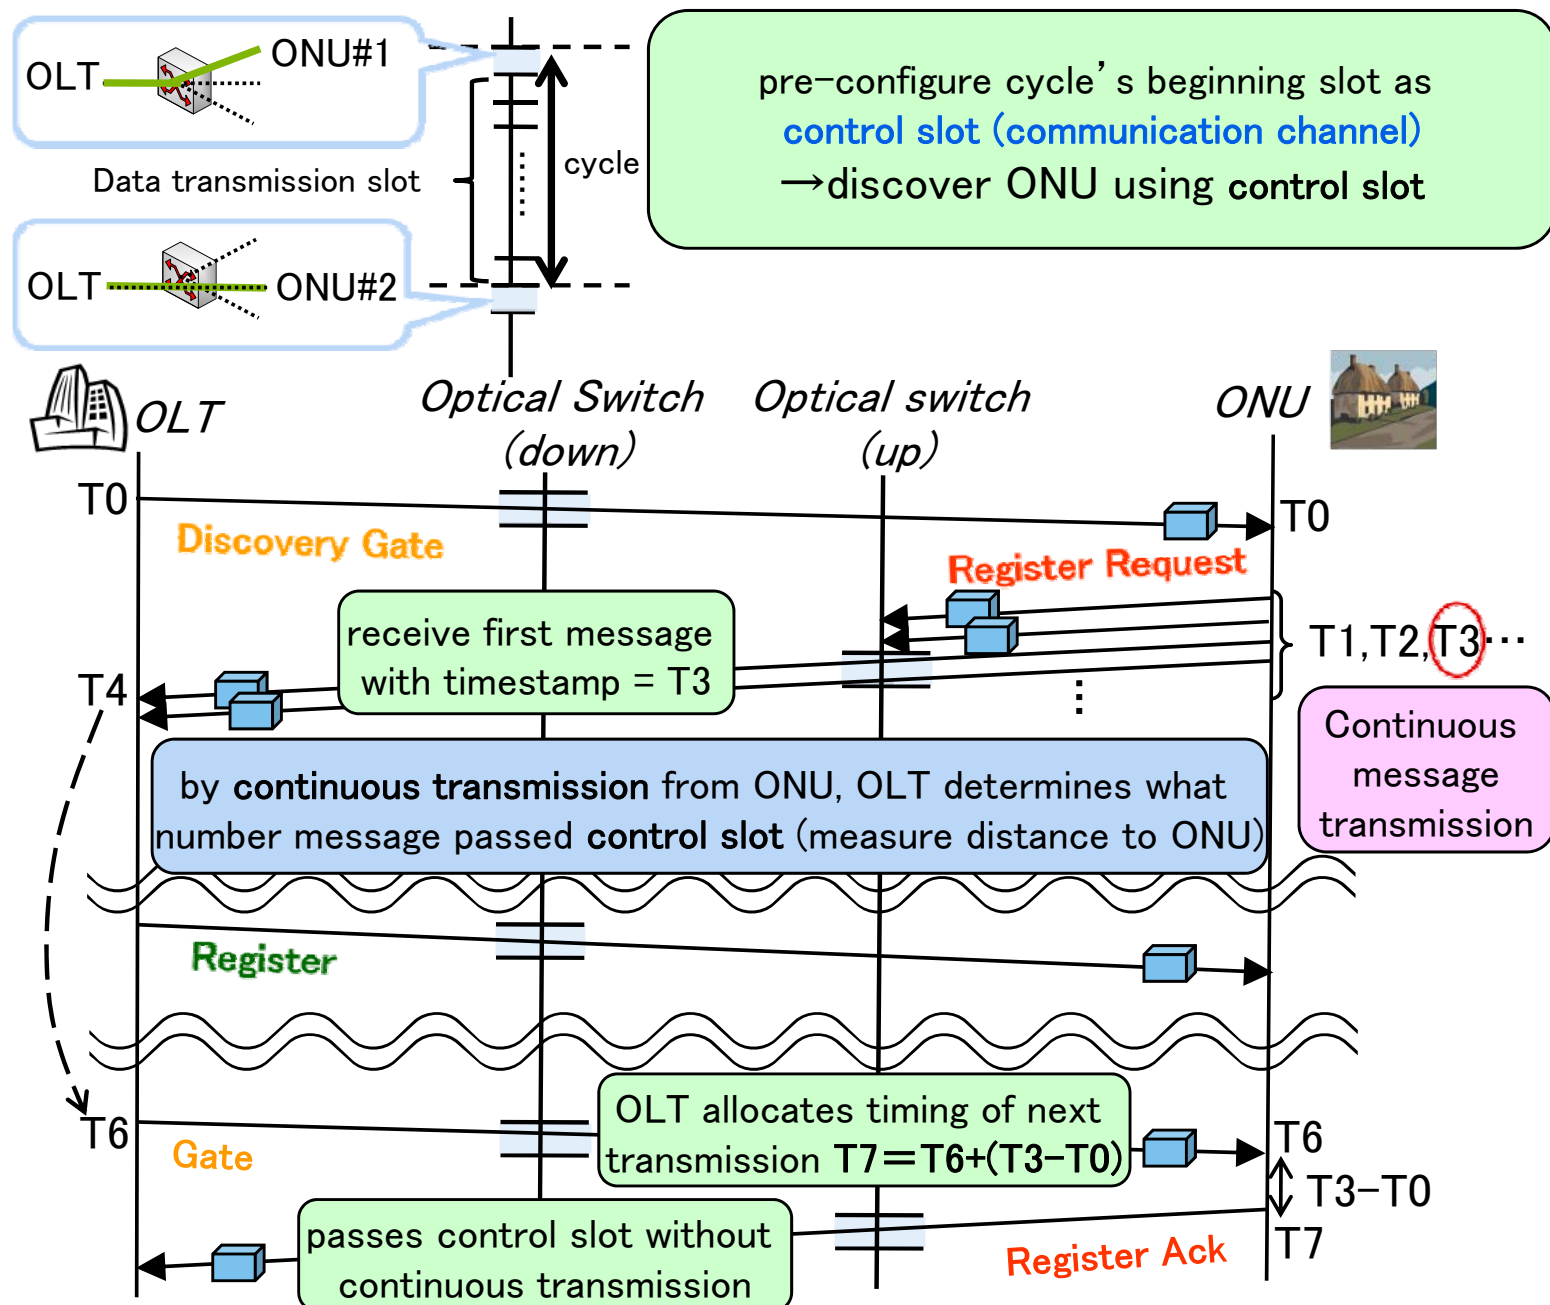 OLT
ONU#1
Data transmission slot
cycle
OLT
ONU#2
pre-configure cycle's beginning slot as
control slot (communication channel)
→discover ONU using control slot
OLT
Optical Switch
(down)
Optical switch
(up)
ONU
T0
T0
Discovery Gate
Register Request
receive first message
with timestamp = T3
T1,T2,T3…
T4
Continuous
message
transmission
by continuous transmission from ONU, OLT determines what
number message passed control slot (measure distance to ONU)
Register
T6
Gate
OLT allocates timing of next
transmission T7=T6+(T3-T0)
T6
T3-T0
T7
passes control slot without
continuous transmission
Register Ack